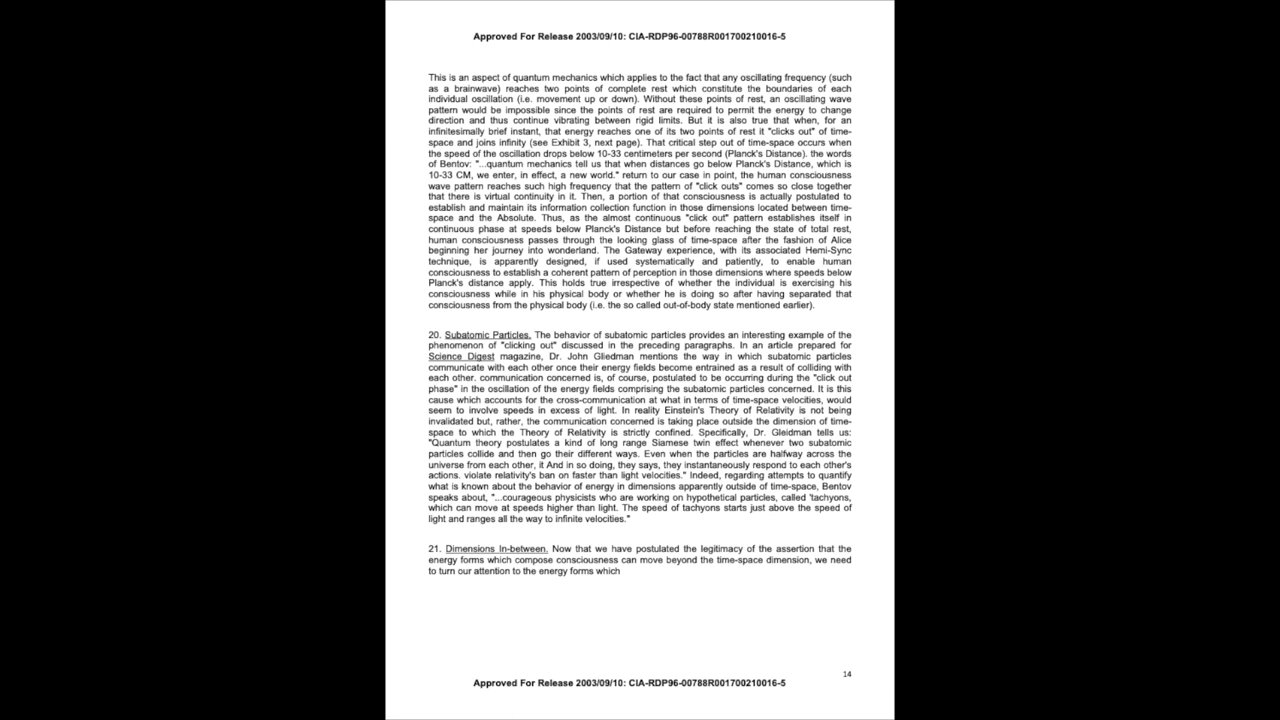 Approved For Release 2003/09/10: CIA-RDP96-00788R001700210016-5
This is an aspect of quantum mechanics which applies to the fact that any oscillating frequency (such
as a brainwave) reaches two points of complete rest which constitute the boundaries of each
individual oscillation (i.e. movement up or down). Without these points of rest, an oscillating wave
pattern would be impossible since the points of rest are required to permit the energy to change
direction and thus continue vibrating between rigid limits. But it is also true that when, for an
infinitesimally brief instant, that energy reaches one of its two points of rest it "clicks out" of time-
space and joins infinity (see Exhibit 3, next page). That critical step out of time-space occurs when
the speed of the oscillation drops below 10-33 centimeters per second (Planck's Distance). the words
of Bentov: "...quantum mechanics tell us that when distances go below Planck's Distance, which is
10-33 CM, we enter, in effect, a new world." return to our case in point, the human consciousness
wave pattern reaches such high frequency that the pattern of "click outs" comes so close together
that there is virtual continuity in it. Then, a portion of that consciousness is actually postulated to
establish and maintain its information collection function in those dimensions located between time-
space and the Absolute. Thus, as the almost continuous "click out" pattern establishes itself in
continuous phase at speeds below Planck's Distance but before reaching the state of total rest,
human consciousness passes through the looking glass of time-space after the fashion of Alice
beginning her journey into wonderland. The Gateway experience, with its associated Hemi-Sync
technique, is apparently designed, if used systematically and patiently, to enable human
consciousness to establish a coherent pattern of perception in those dimensions where speeds below
Planck's distance apply. This holds true irrespective of whether the individual is exercising his
consciousness while in his physical body or whether he is doing so after having separated that
consciousness from the physical body (i.e. the so called out-of-body state mentioned earlier).
20. Subatomic Particles. The behavior of subatomic particles provides an interesting example of the
phenomenon of "clicking out" discussed in the preceding paragraphs. In an article prepared for
Science Digest magazine, Dr. John Gliedman mentions the way in which subatomic particles
communicate with each other once their energy fields become entrained as a result of colliding with
each other. communication concerned is, of course, postulated to be occurring during the "click out
phase" in the oscillation of the energy fields comprising the subatomic particles concerned. It is this
cause which accounts for the cross-communication at what in terms of time-space velocities, would
seem to involve speeds in excess of light. In reality Einstein's Theory of Relativity is not being
invalidated but, rather, the communication concerned is taking place outside the dimension of time-
space to which the Theory of Relativity is strictly confined. Specifically, Dr. Gleidman tells us:
"Quantum theory postulates a kind of long range Siamese twin effect whenever two subatomic
particles collide and then go their different ways. Even when the particles are halfway across the
universe from each other, it And in so doing, they says, they instantaneously respond to each other's
actions. violate relativity's ban on faster than light velocities." Indeed, regarding attempts to quantify
what is known about the behavior of energy in dimensions apparently outside of time-space, Bentov
speaks about, "...courageous physicists who are working on hypothetical particles, called 'tachyons,
which can move at speeds higher than light. The speed of tachyons starts just above the speed of
light and ranges all the way to infinite velocities."
21. Dimensions In-between. Now that we have postulated the legitimacy of the assertion that the
energy forms which compose consciousness can move beyond the time-space dimension, we need
to turn our attention to the energy forms which
14
Approved For Release 2003/09/10: CIA-RDP96-00788R001700210016-5